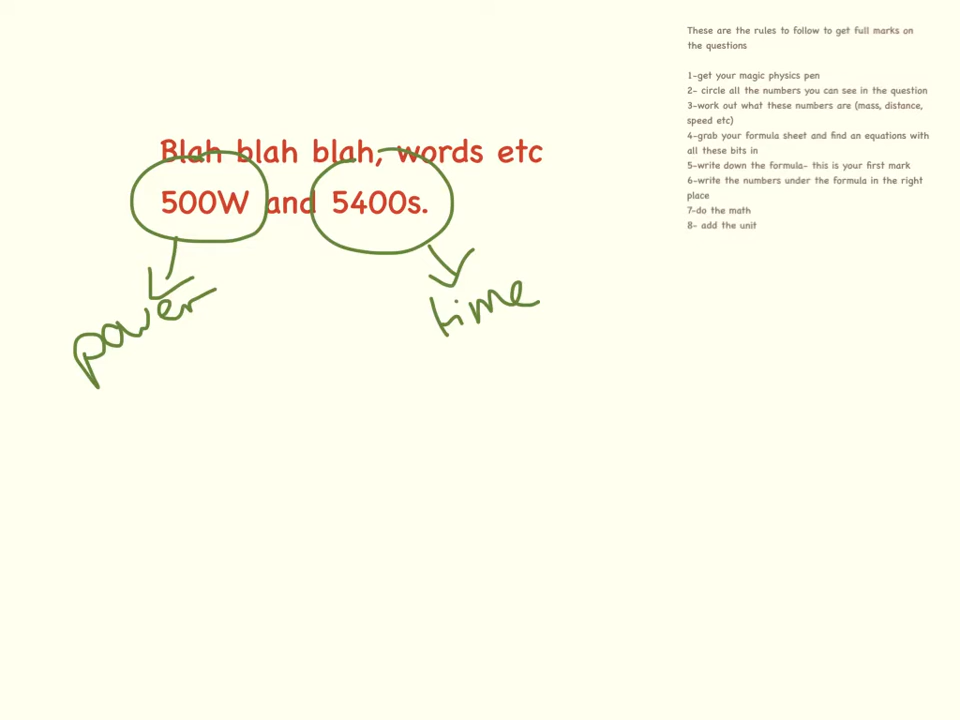 These are the rules to follow to get full marks on
the questions
1-get your magic physics pen
2- circle all the numbers you can see in the question
3-work out what these numbers are (mass, distance,
speed etc)
4-grab your formula sheet and find an equations with
all these bits in
5-write down the formula- this is your first mark
6-write the numbers under the formula in the right
place
7-do the math
8- add the unit
Blah blah blah, words etc
500W and 5400s.
power
time